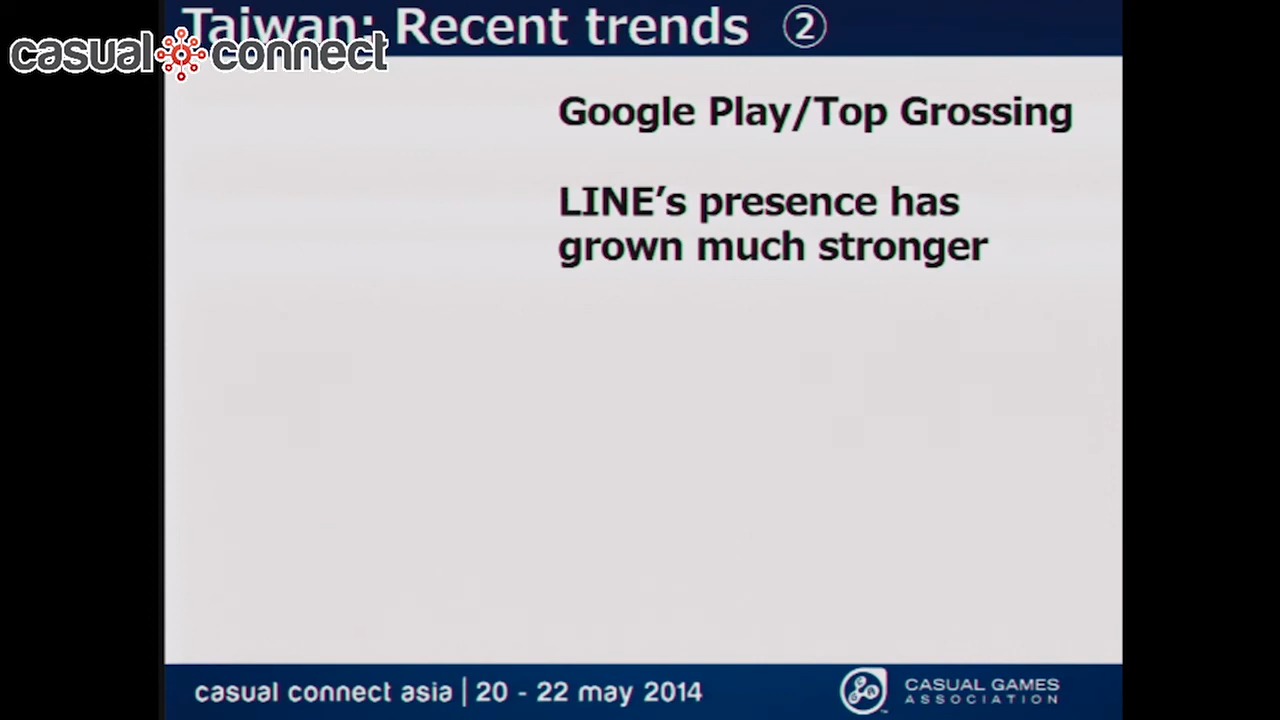 Taiwan: Recent trends ②
casual connect
Google Play/Top Grossing
LINE’s presence has
grown much stronger
casual connect asia | 20 - 22 may 2014
CASUAL GAMES
ASSOCIATION